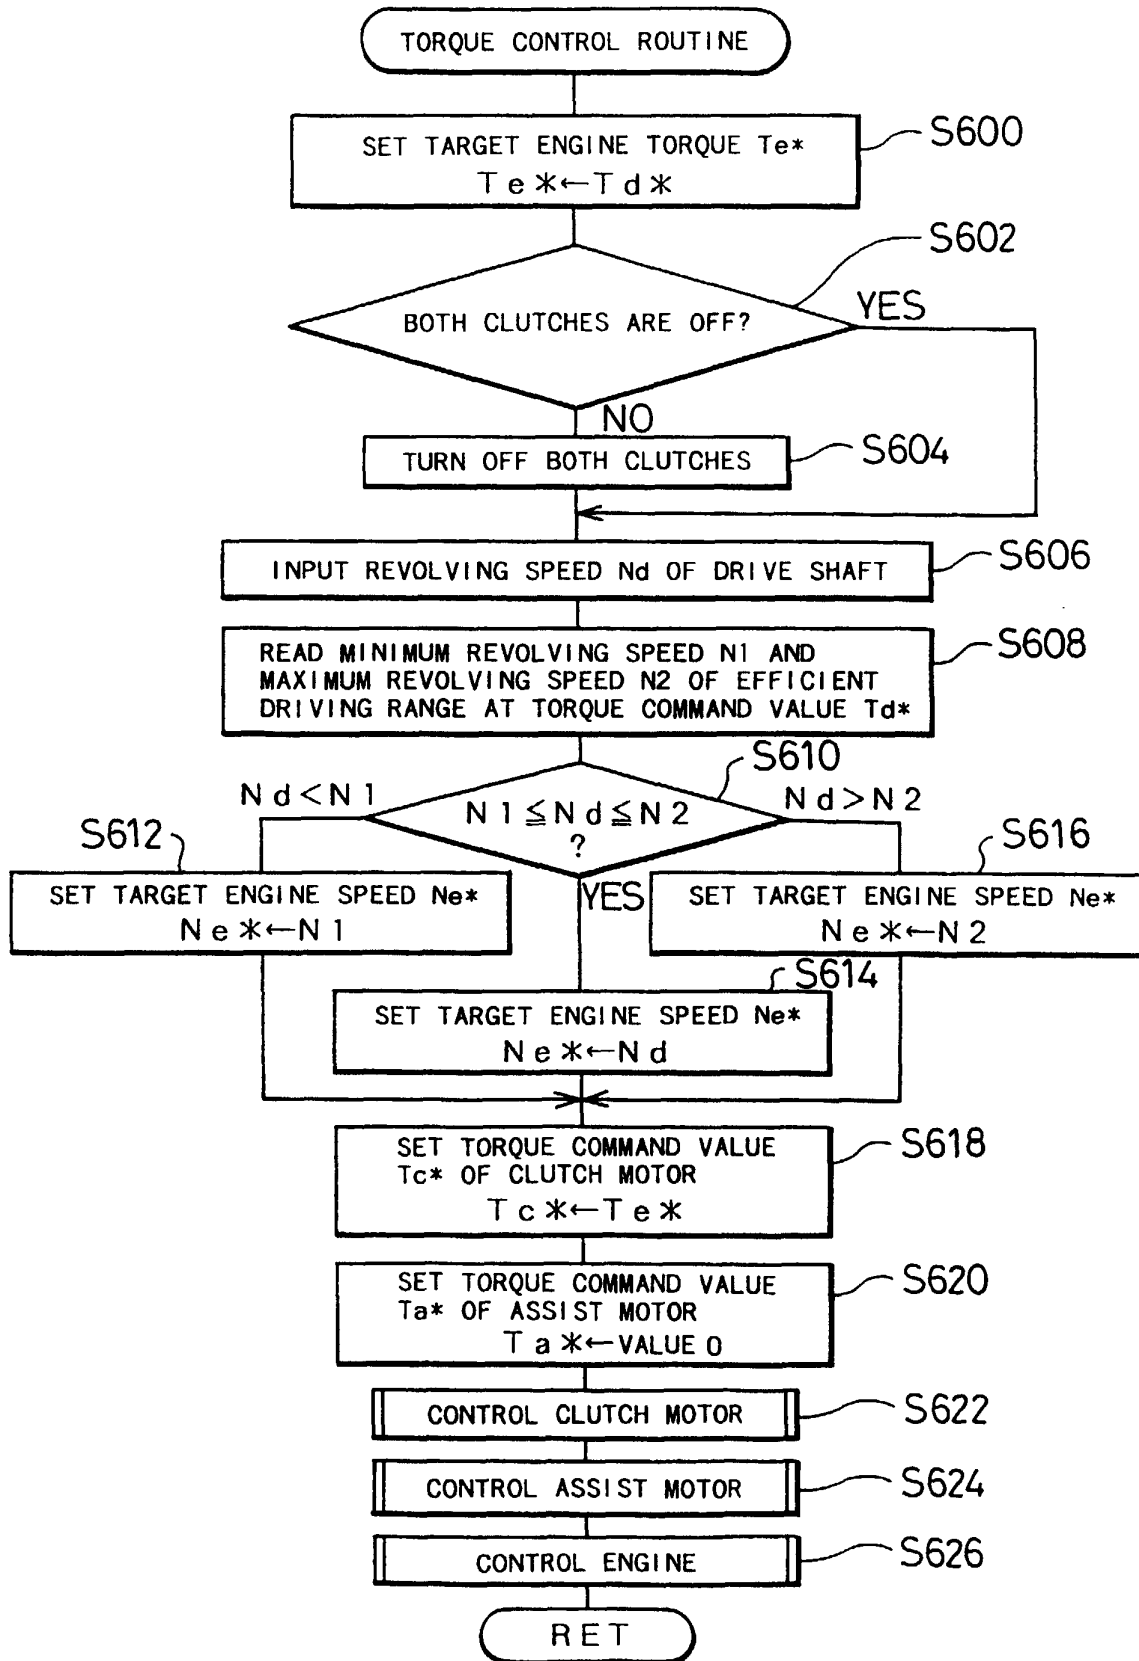 TORQUE CONTROL ROUTINE
SET TARGET ENGINE TORQUE Te*
Te*←Td*
S600
S602
BOTH CLUTCHES ARE OFF?
YES
NO
TURN OFF BOTH CLUTCHES
S604
INPUT REVOLVING SPEED Nd OF DRIVE SHAFT
S606
READ MINIMUM REVOLVING SPEED N1 AND
MAXIMUM REVOLVING SPEED N2 OF EFFICIENT
DRIVING RANGE AT TORQUE COMMAND VALUE Td*
S608
S610
Nd<N1
N1≦Nd≦N2
?
Nd>N2
YES
S612
SET TARGET ENGINE SPEED Ne*
Ne*←N1
S616
SET TARGET ENGINE SPEED Ne*
Ne*←N2
S614
SET TARGET ENGINE SPEED Ne*
Ne*←Nd
SET TORQUE COMMAND VALUE
Tc* OF CLUTCH MOTOR
Tc*←Te*
S618
SET TORQUE COMMAND VALUE
Ta* OF ASSIST MOTOR
Ta*←VALUE 0
S620
CONTROL CLUTCH MOTOR
S622
CONTROL ASSIST MOTOR
S624
CONTROL ENGINE
S626
RET